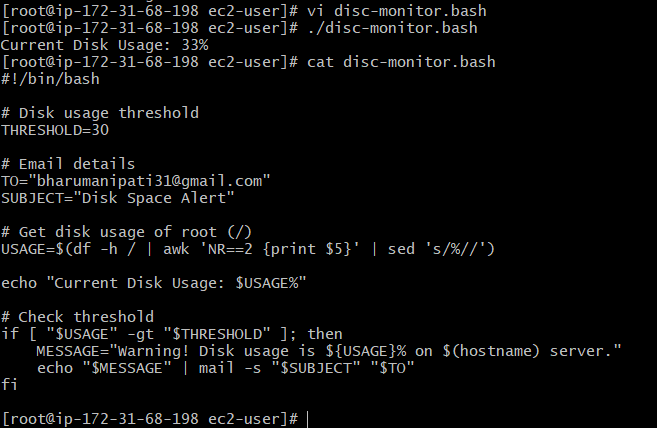 [root@ip-172-31-68-198 ec2-user]# vi disc-monitor.bash
[root@ip-172-31-68-198 ec2-user]# ./disc-monitor.bash
Current Disk Usage: 33%
[root@ip-172-31-68-198 ec2-user]# cat disc-monitor.bash
#!/bin/bash

# Disk usage threshold
THRESHOLD=30

# Email details
TO="bharumanipati31@gmail.com"
SUBJECT="Disk Space Alert"

# Get disk usage of root (/)
USAGE=$(df -h / | awk 'NR==2 {print $5}' | sed 's/%//')

echo "Current Disk Usage: $USAGE%"

# Check threshold
if [ "$USAGE" -gt "$THRESHOLD" ]; then
    MESSAGE="Warning! Disk usage is ${USAGE}% on $(hostname) server."
    echo "$MESSAGE" | mail -s "$SUBJECT" "$TO"
fi

[root@ip-172-31-68-198 ec2-user]#